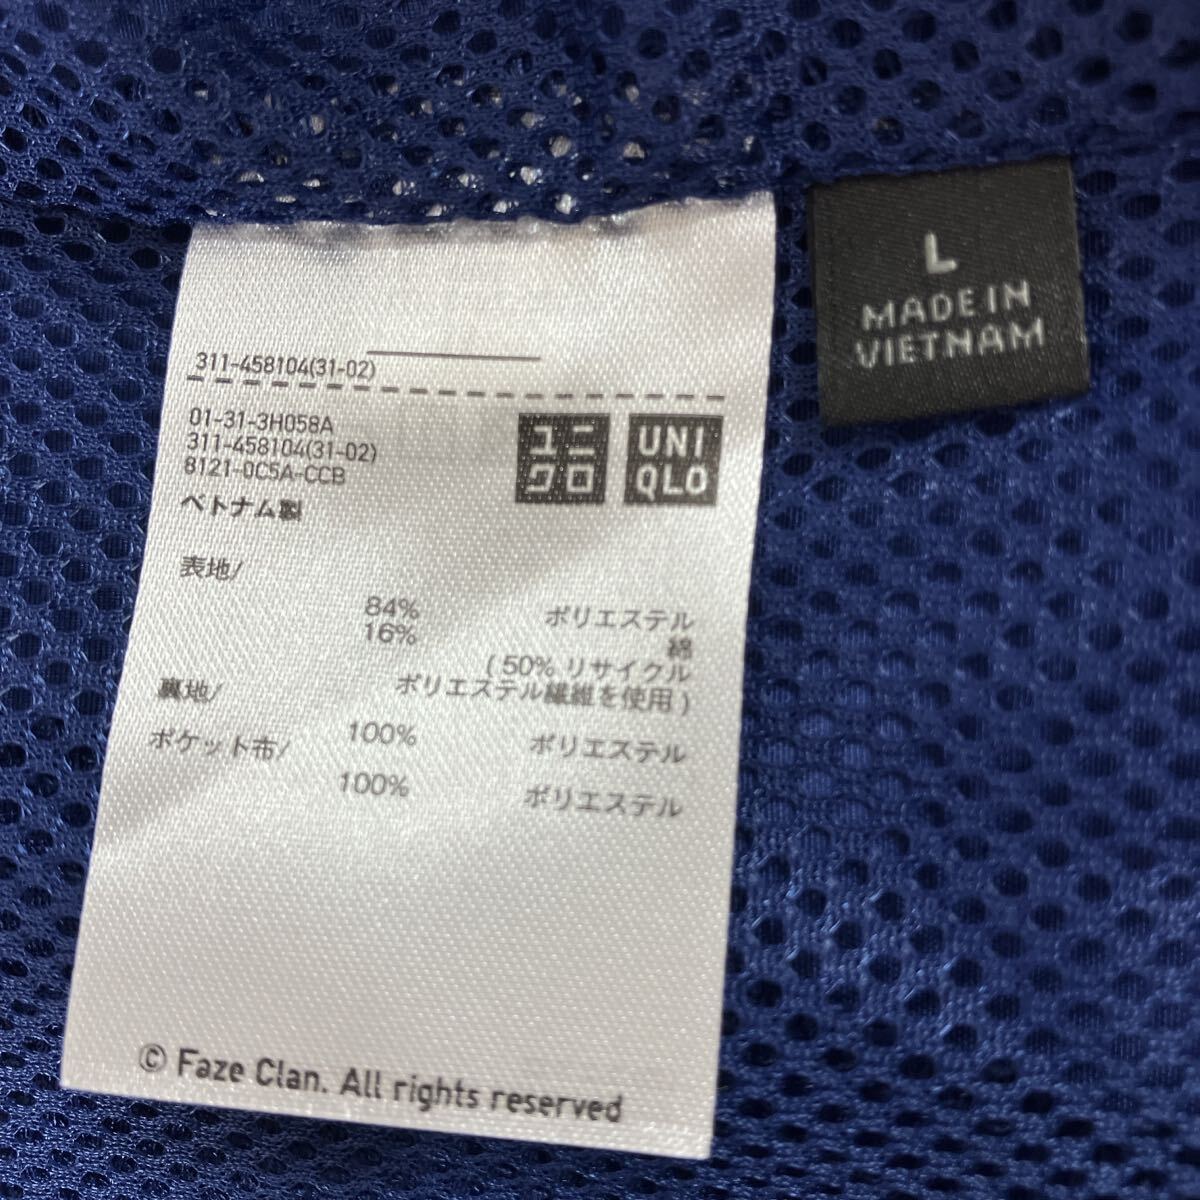 311-458104(31-02)
01-31-3H058A
311-458104(31-02)
8121-0C5A-CCB
ベトナム製
ユニ
クロ
UNI
QLO
表地/
84% ポリエステル
16% 綿
( 50% リサイクル
ポリエステル繊維を使用 )
裏地/
100% ポリエステル
ポケット布/
100% ポリエステル
© Faze Clan. All rights reserved
L
MADE IN
VIETNAM